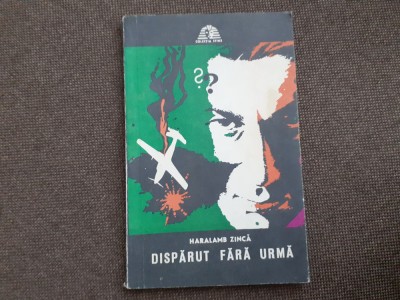 ??
HARALAMB ZINCĂ
DISPĂRUT FĂRĂ URMĂ